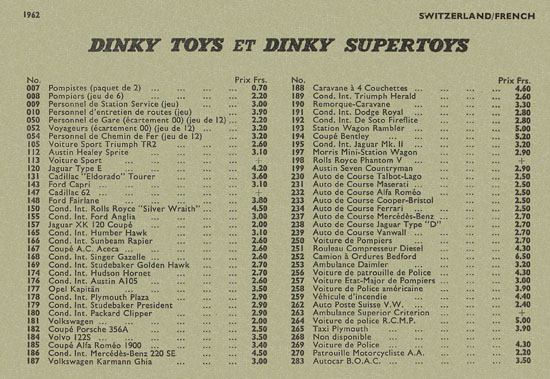 1962
SWITZERLAND/FRENCH
DINKY TOYS ET DINKY SUPERTOYS
No. Prix Frs.
007 Pompistes (paquet de 2) ... 0.70
008 Pompiers (jeu de 6) ... 2.20
009 Personnel de Station Service (jeu) ... 3.00
010 Personnel d'entretien de routes (jeu) ... 3.90
050 Personnel de Gare (écartement 00) (jeu de 12) ... 2.20
052 Voyageurs (écartement 00) (jeu de 12) ... 3.20
054 Personnel de Chemin de Fer (jeu de 12) ... 3.20
105 Voiture Sport Triumph TR2 ... 2.60
112 Austin Healey Sprite ... 3.10
113 Voiture Sport ... +
120 Jaguar Type E ... 4.20
131 Cadillac "Eldorado" Tourer ... 3.60
143 Ford Capri ... 3.10
147 Cadillac 62 ... +
148 Ford Fairlane ... 3.80
150 Cond. Int. Rolls Royce "Silver Wraith" ... 4.50
155 Cond. Int. Ford Anglia ... 3.00
157 Jaguar XK 120 Coupé ... 2.00
165 Cond. Int. Humber Hawk ... 3.10
166 Cond. Int. Sunbeam Rapier ... 2.60
167 Coupé A.C. Aceca ... 2.60
168 Cond. Int. Singer Gazelle ... 2.60
169 Cond. Int. Studebaker Golden Hawk ... 2.70
174 Cond. Int. Hudson Hornet ... 2.70
176 Cond. Int. Austin A105 ... 2.60
177 Opel Kapitän ... 3.50
178 Cond. Int. Plymouth Plaza ... 2.90
179 Cond. Int. Studebaker President ... 2.90
180 Cond. Int. Packard Clipper ... 2.90
181 Volkswagen ... 2.00
182 Coupé Porsche 356A ... 2.50
184 Volvo 122S ... 3.50
185 Coupé Alfa Roméo 1900 ... 3.40
186 Cond. Int. Mercédès-Benz 220 SE ... 4.50
187 Volkswagen Karmann Ghia ... 3.00
No. Prix Frs.
188 Caravane à 4 Couchettes ... 4.60
189 Cond. Int. Triumph Herald ... 2.60
190 Remorque-Caravane ... 3.30
191 Cond. Int. Dodge Royal ... 2.80
192 Cond. Int. De Soto Fireflite ... 2.80
193 Station Wagon Rambler ... 5.00
194 Coupé Bentley ... 5.20
195 Cond. Int. Jaguar Mk. II ... 3.20
197 Morris Mini-Station Wagon ... 2.90
198 Rolls Royce Phantom V ... +
199 Austin Seven Countryman ... 2.90
230 Auto de Course Talbot-Lago ... 2.50
231 Auto de Course Maserati ... 2.50
232 Auto de Course Alfa Roméo ... 2.50
233 Auto de Course Cooper-Bristol ... 2.50
234 Auto de Course Ferrari ... 2.50
237 Auto de Course Mercédès-Benz ... 2.70
238 Auto de Course Jaguar Type "D" ... 2.70
239 Auto de Course Vanwall ... 2.70
250 Voiture de Pompiers ... 2.70
251 Rouleau Compresseur Diesel ... 4.30
252 Camion à Ordures Bedford ... 6.50
253 Ambulance Daimler ... 3.20
256 Voiture de patrouille de Police ... 4.30
257 Voiture Etat-Major de Pompiers ... 3.00
258 Voiture de Police américaine ... 3.90
259 Véhicule d'incendie ... 4.40
262 Auto Poste Suisse V.W. ... 2.40
263 Ambulance Superior Criterion ... +
264 Voiture de police R.C.M.P. ... 5.00
265 Taxi Plymouth ... 3.90
268 Non disponible
269 Voiture de Police ... 4.30
270 Patrouille Motorcycliste A.A. ... 2.20
283 Autocar B.O.A.C. ... 3.50